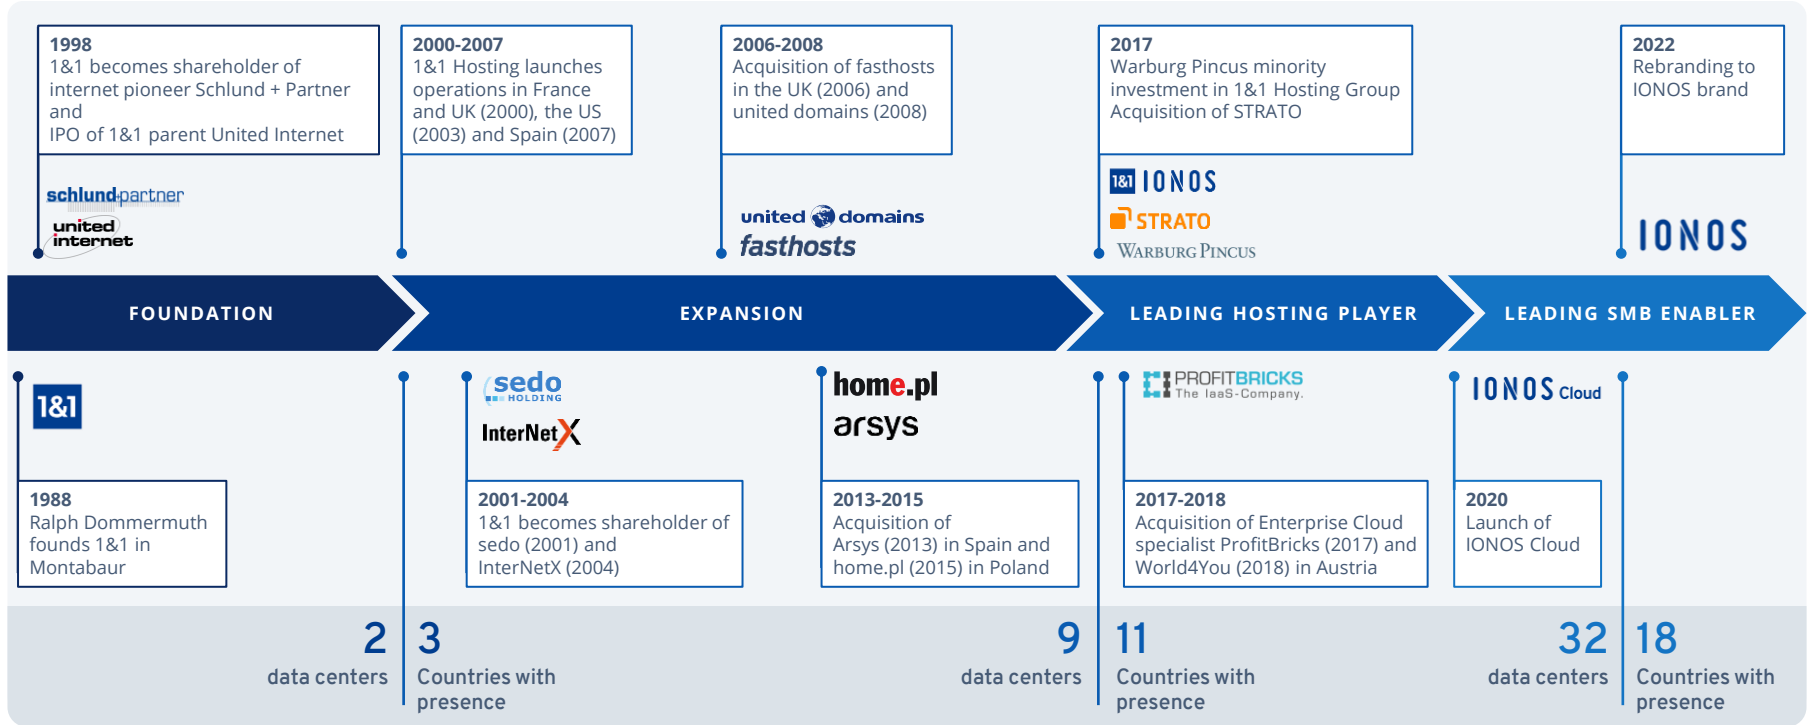 1998
1&1 becomes shareholder of
internet pioneer Schlund + Partner
and
IPO of 1&1 parent United Internet
2000-2007
1&1 Hosting launches
operations in France
and UK (2000), the US
(2003) and Spain (2007)
2006-2008
Acquisition of fasthosts
in the UK (2006) and
united domains (2008)
2017
Warburg Pincus minority
investment in 1&1 Hosting Group
Acquisition of STRATO
2022
Rebranding to
IONOS brand
schlund+partner
united
internet
united domains
fasthosts
1&1 IONOS
STRATO
WARBURG PINCUS
IONOS
FOUNDATION
EXPANSION
LEADING HOSTING PLAYER
LEADING SMB ENABLER
1&1
sedo
HOLDING
InterNetX
home.pl
arsys
PROFITBRICKS
The IaaS-Company.
IONOS Cloud
1988
Ralph Dommermuth
founds 1&1 in
Montabaur
2001-2004
1&1 becomes shareholder of
sedo (2001) and
InterNetX (2004)
2013-2015
Acquisition of
Arsys (2013) in Spain and
home.pl (2015) in Poland
2017-2018
Acquisition of Enterprise Cloud
specialist ProfitBricks (2017) and
World4You (2018) in Austria
2020
Launch of
IONOS Cloud
2
data centers
3
Countries with
presence
9
data centers
11
Countries with
presence
32
data centers
18
Countries with
presence